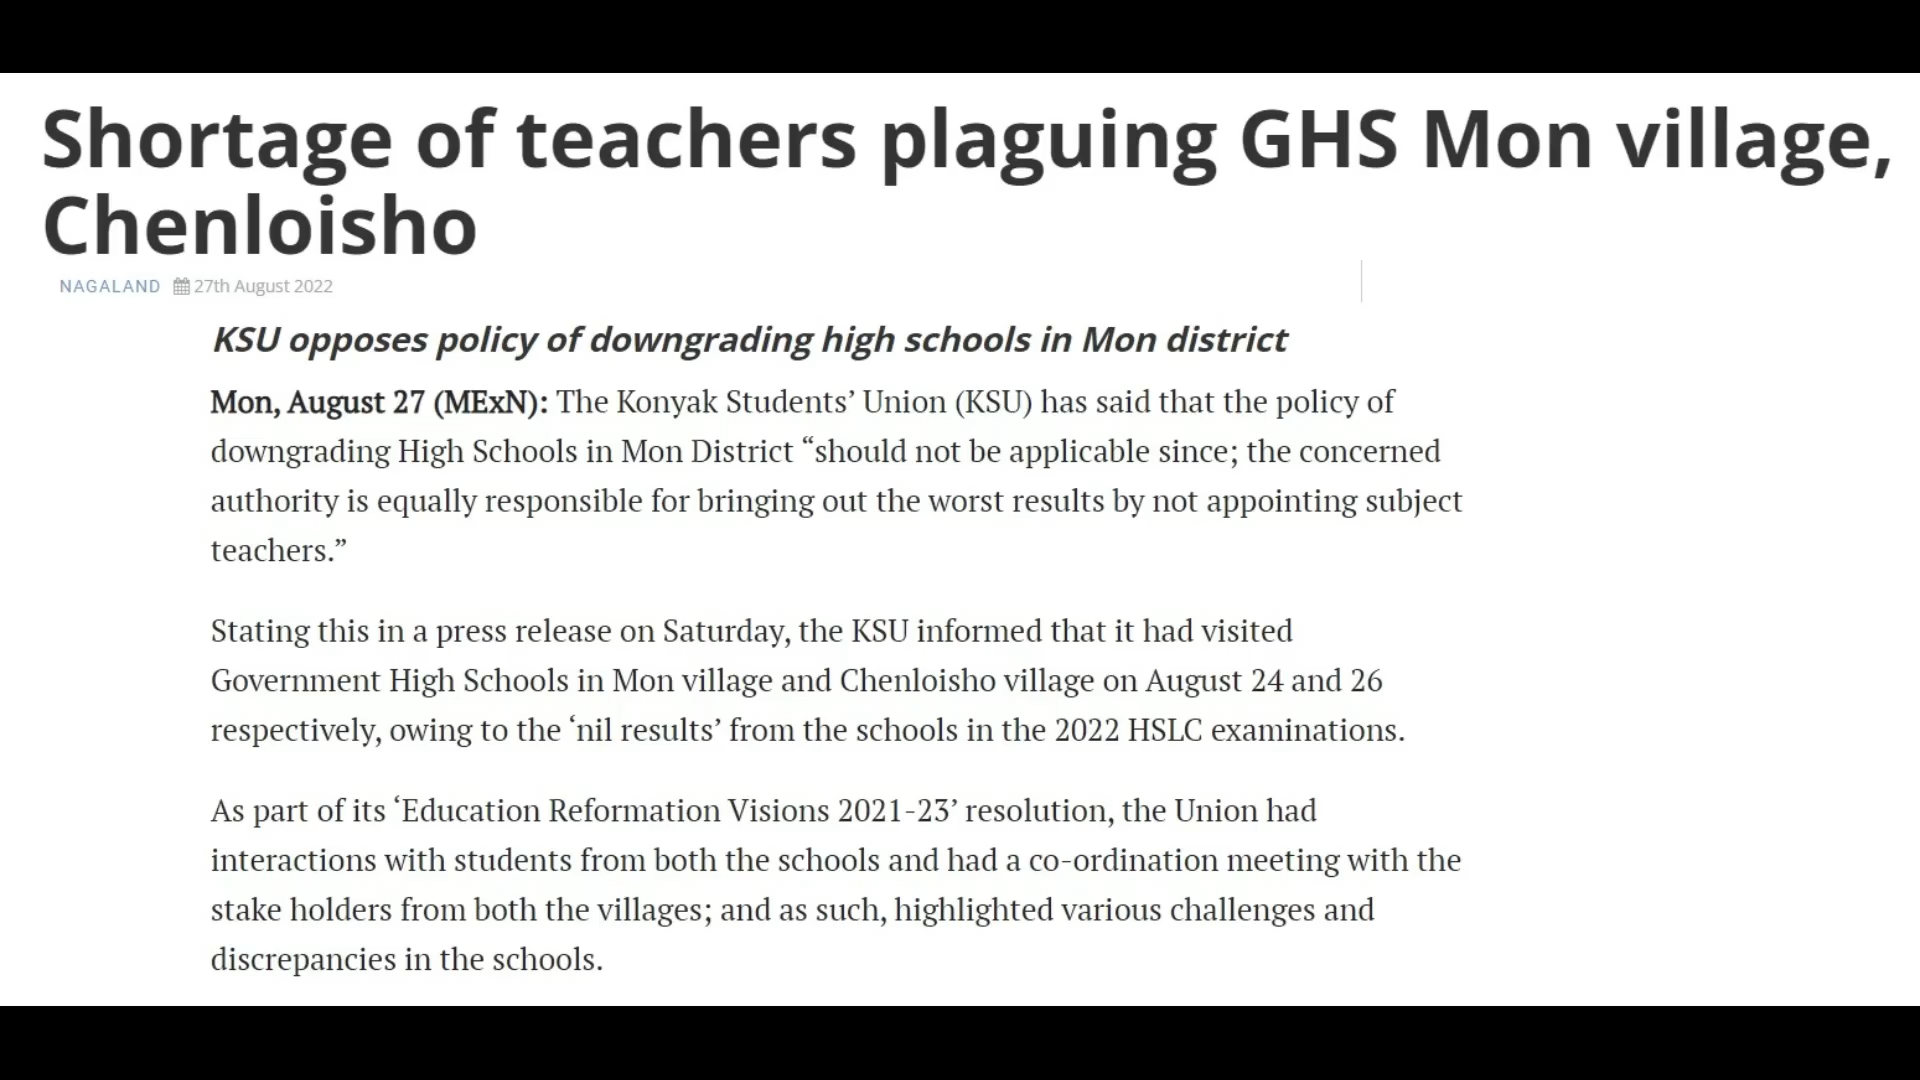 Shortage of teachers plaguing GHS Mon village,
Chenloisho
NAGALAND 27th August 2022
KSU opposes policy of downgrading high schools in Mon district
Mon, August 27 (MExN): The Konyak Students’ Union (KSU) has said that the policy of
downgrading High Schools in Mon District “should not be applicable since; the concerned
authority is equally responsible for bringing out the worst results by not appointing subject
teachers.”
Stating this in a press release on Saturday, the KSU informed that it had visited
Government High Schools in Mon village and Chenloisho village on August 24 and 26
respectively, owing to the ‘nil results’ from the schools in the 2022 HSLC examinations.
As part of its ‘Education Reformation Visions 2021-23’ resolution, the Union had
interactions with students from both the schools and had a co-ordination meeting with the
stake holders from both the villages; and as such, highlighted various challenges and
discrepancies in the schools.